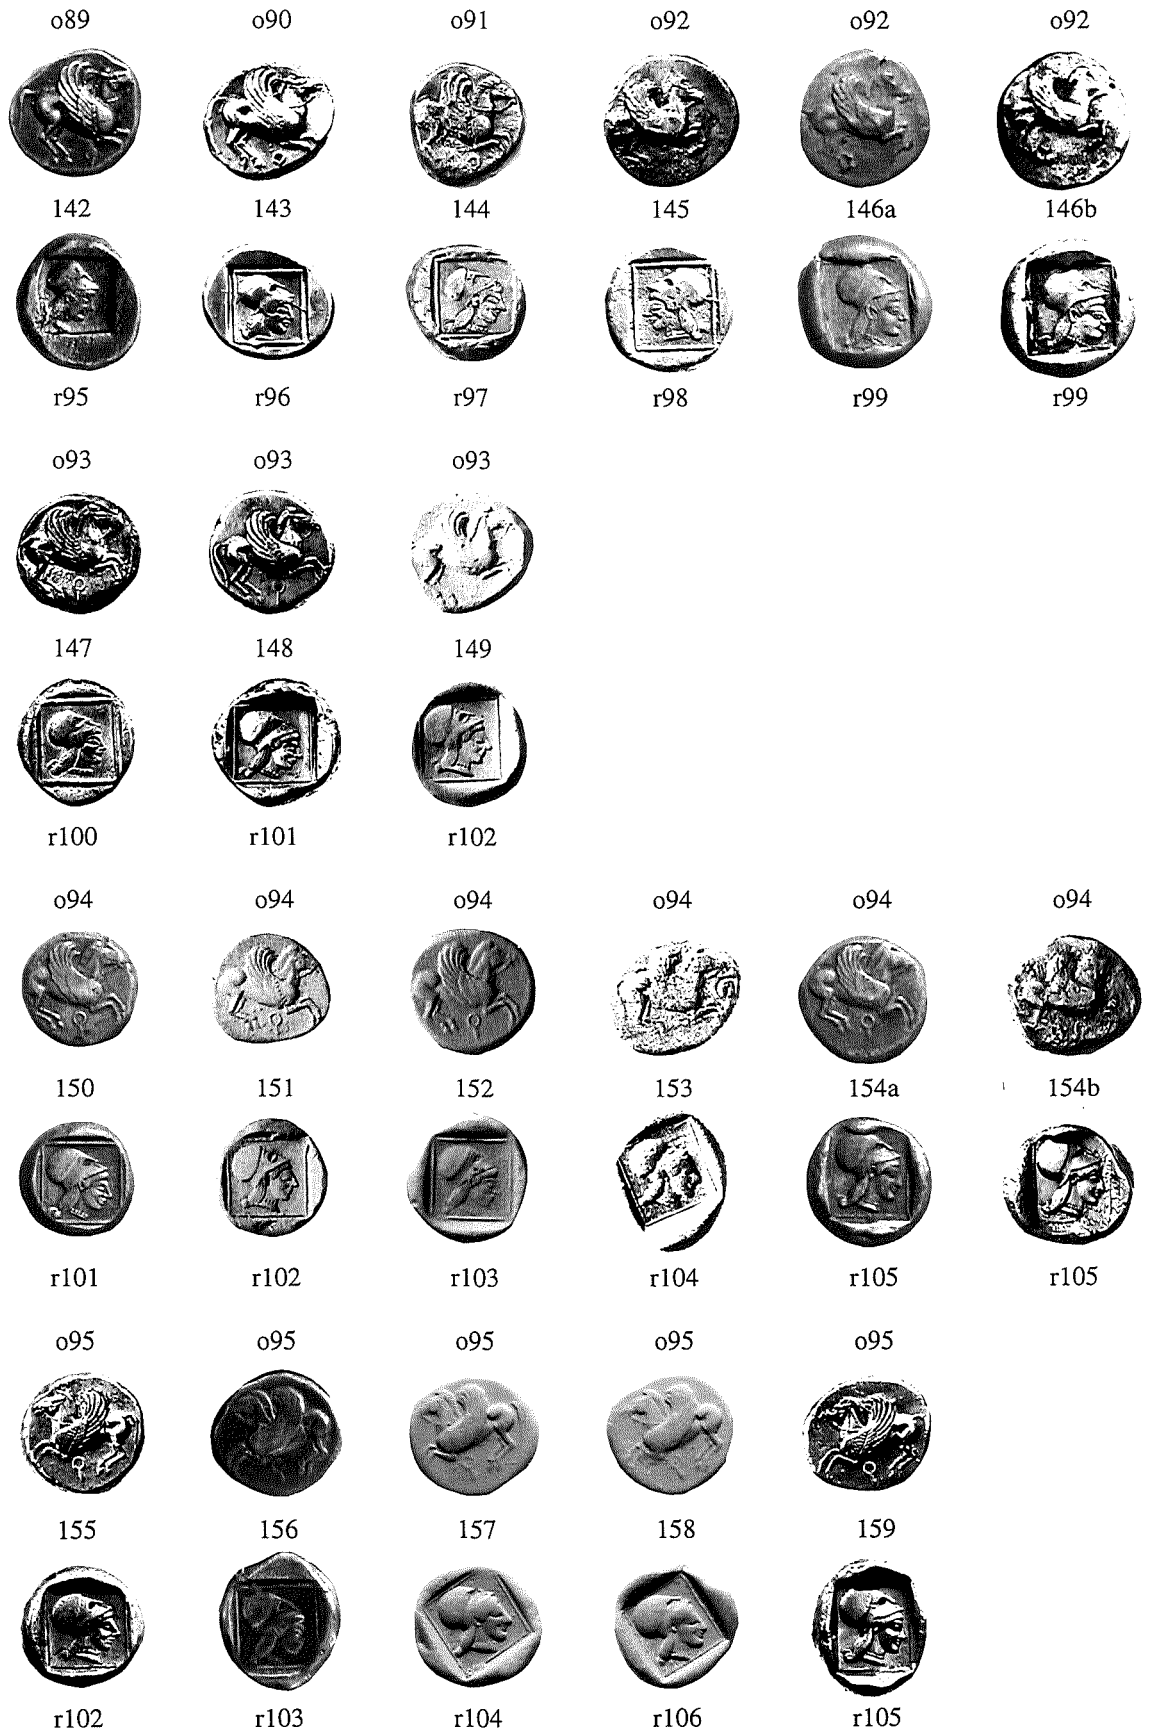 o89 o90 o91 o92 o92 o92
142 143 144 145 146a 146b
r95 r96 r97 r98 r99 r99
o93 o93 o93
147 148 149
r100 r101 r102
o94 o94 o94 o94 o94 o94
150 151 152 153 154a 154b
r101 r102 r103 r104 r105 r105
o95 o95 o95 o95 o95
155 156 157 158 159
r102 r103 r104 r106 r105